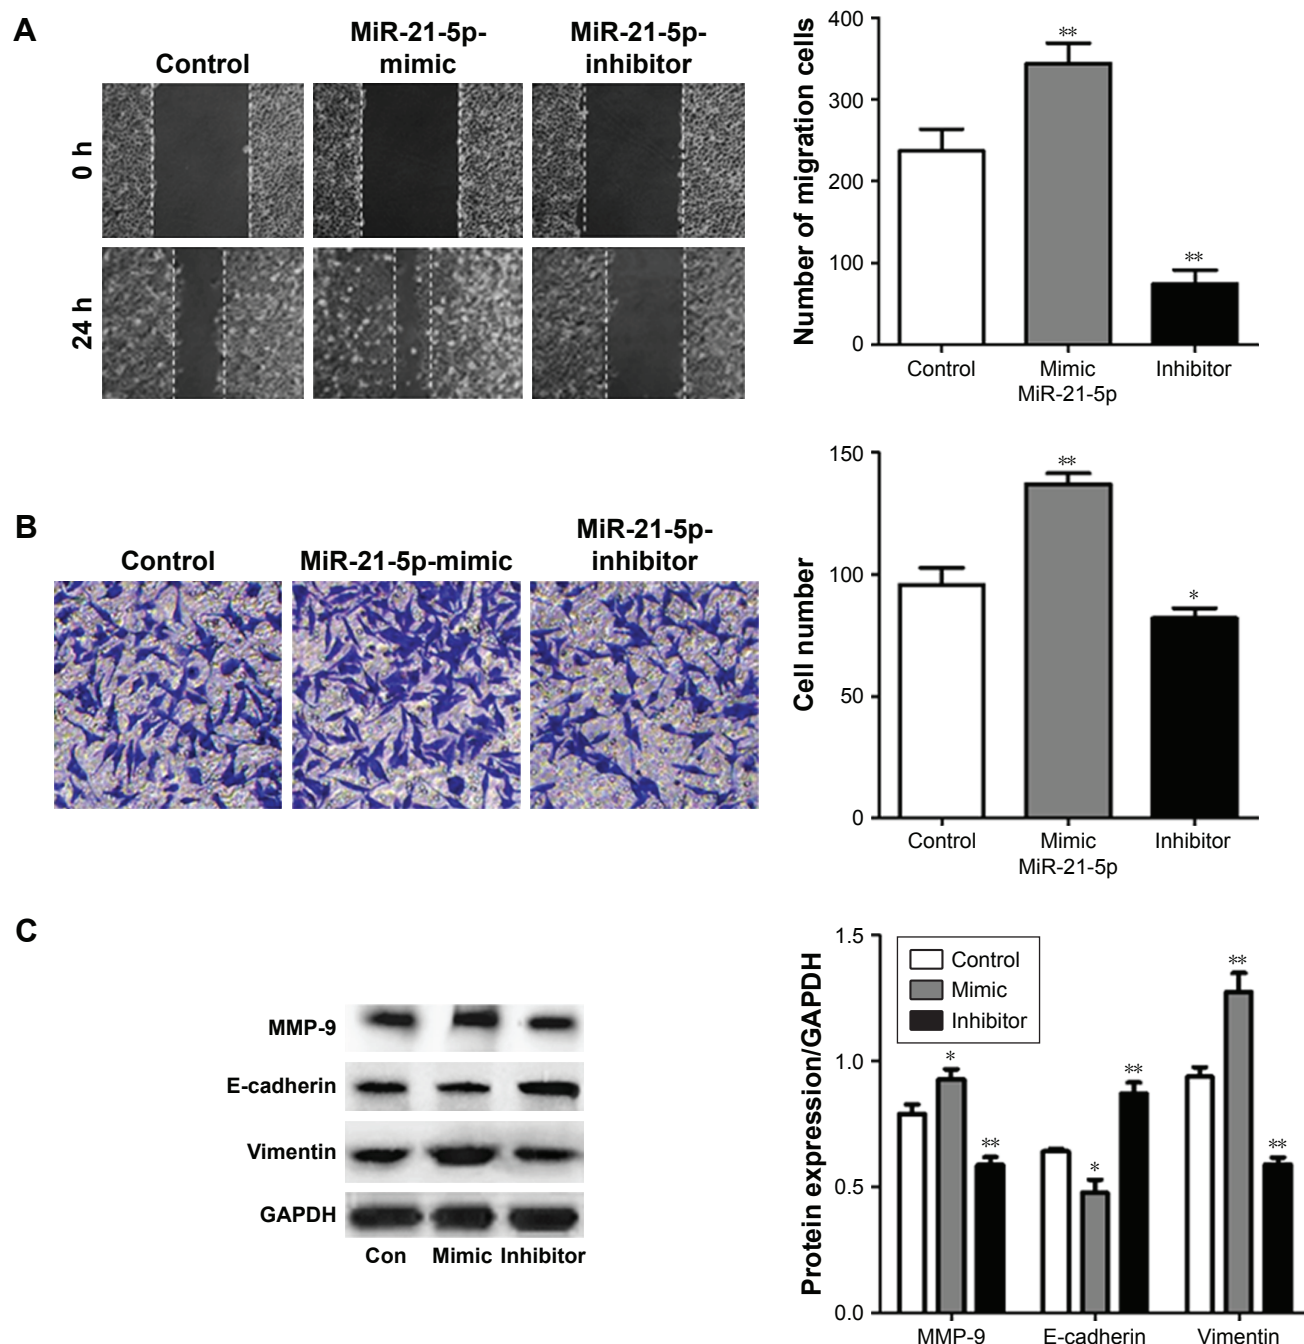 A
Control
MiR-21-5p-
mimic
MiR-21-5p-
inhibitor
0 h
24 h
Number of migration cells
400
300
200
100
0
**
**
Control
Mimic
Inhibitor
MiR-21-5p
B
Control
MiR-21-5p-mimic
MiR-21-5p-
inhibitor
Cell number
150
100
50
0
**
*
Control
Mimic
Inhibitor
MiR-21-5p
C
MMP-9
E-cadherin
Vimentin
GAPDH
Con Mimic Inhibitor
Protein expression/GAPDH
1.5
1.0
0.5
0.0
Control
Mimic
Inhibitor
*
**
*
**
**
**
MMP-9
E-cadherin
Vimentin